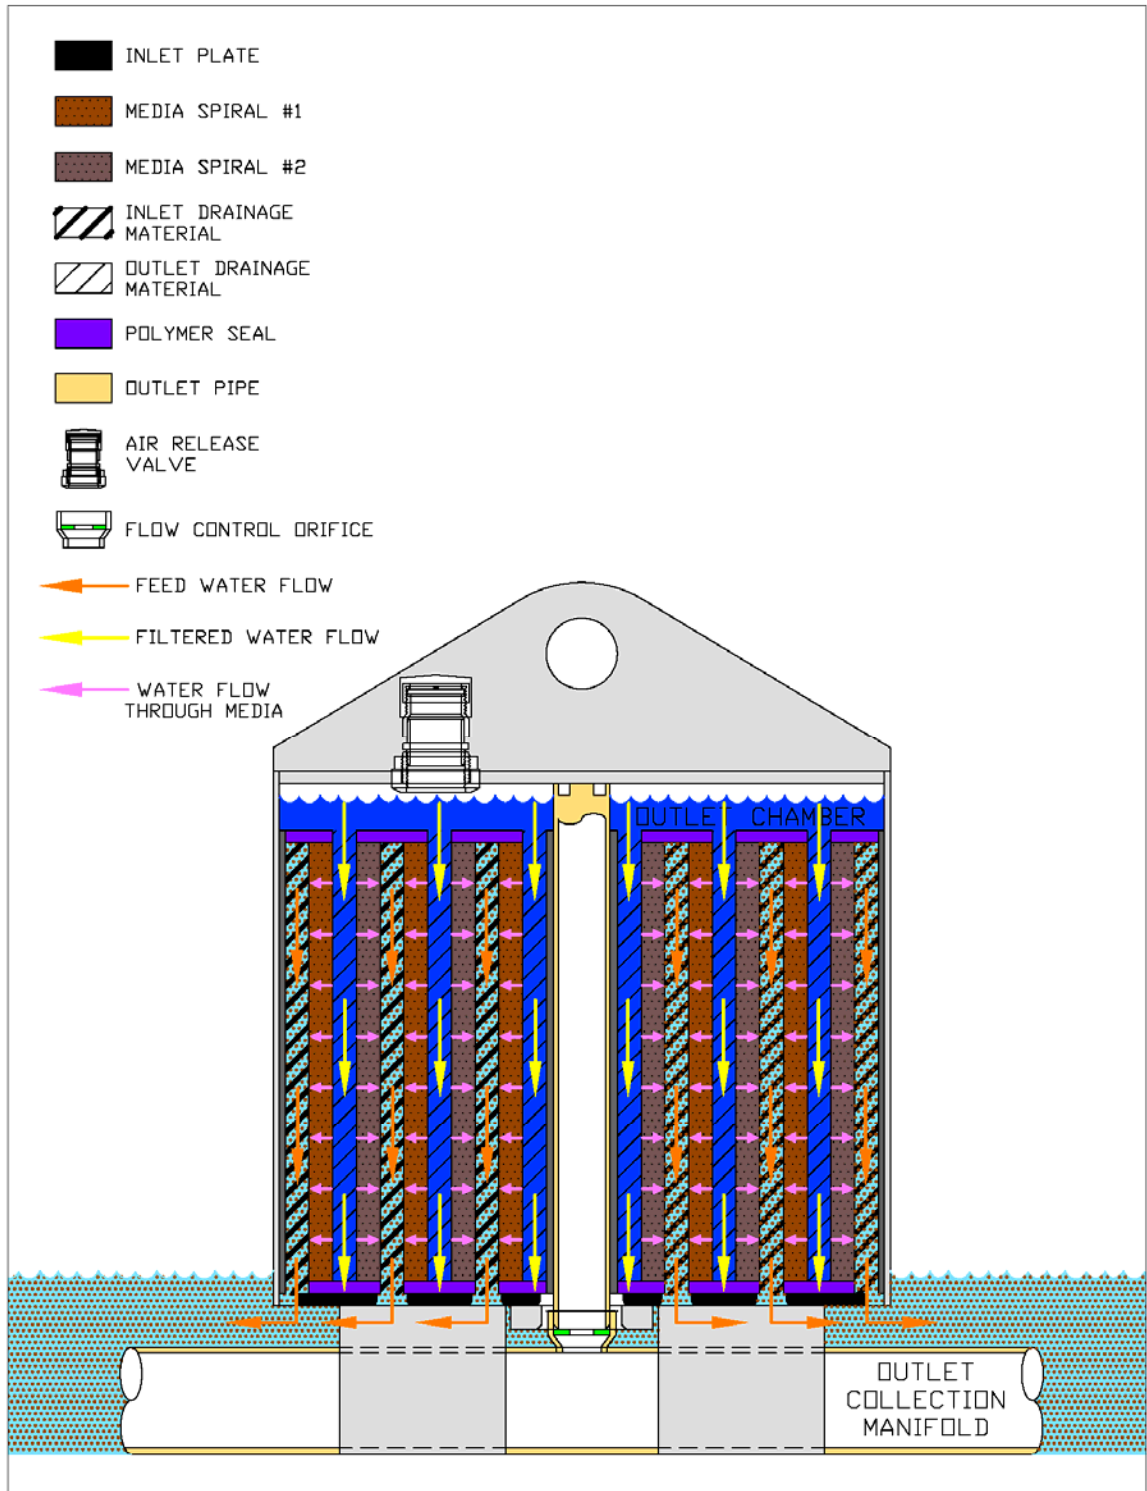 INLET PLATE
MEDIA SPIRAL #1
MEDIA SPIRAL #2
INLET DRAINAGE
MATERIAL
OUTLET DRAINAGE
MATERIAL
POLYMER SEAL
OUTLET PIPE
AIR RELEASE
VALVE
FLOW CONTROL ORIFICE
FEED WATER FLOW
FILTERED WATER FLOW
WATER FLOW
THROUGH MEDIA
OUTLET CHAMBER
OUTLET
COLLECTION
MANIFOLD